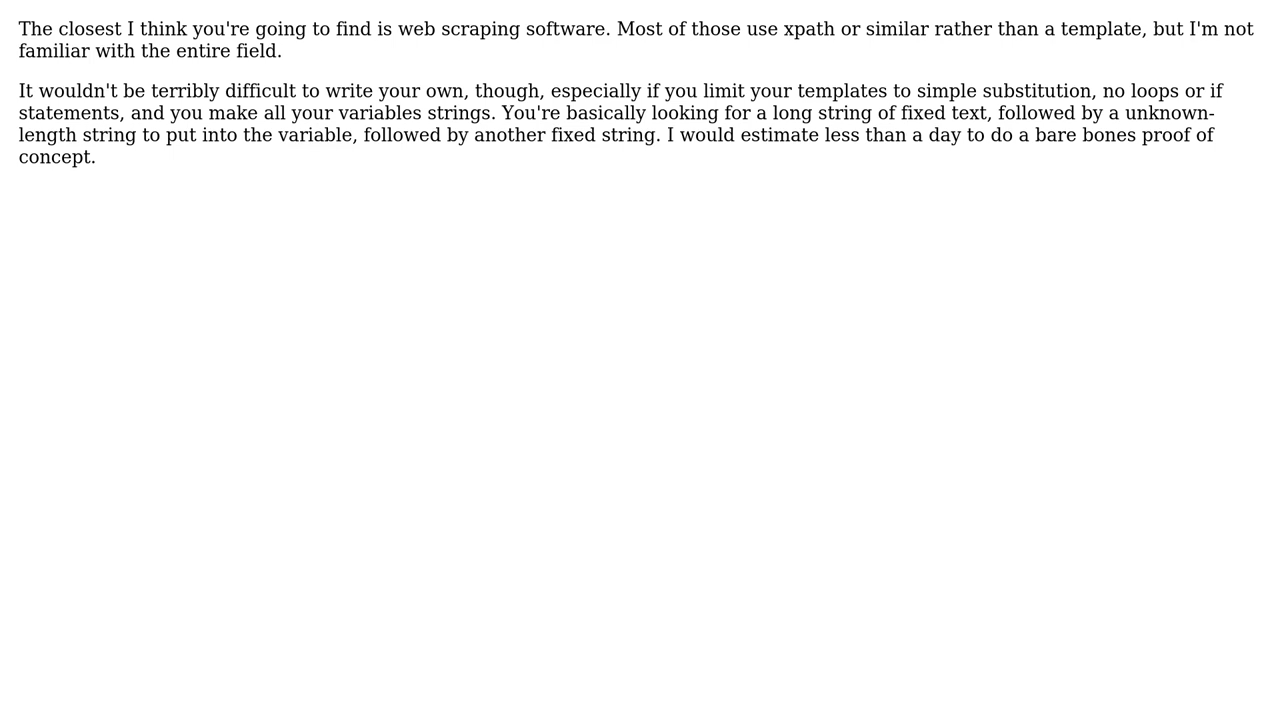 The closest I think you're going to find is web scraping software. Most of those use xpath or similar rather than a template, but I'm not
familiar with the entire field.
It wouldn't be terribly difficult to write your own, though, especially if you limit your templates to simple substitution, no loops or if
statements, and you make all your variables strings. You're basically looking for a long string of fixed text, followed by a unknown-
length string to put into the variable, followed by another fixed string. I would estimate less than a day to do a bare bones proof of
concept.